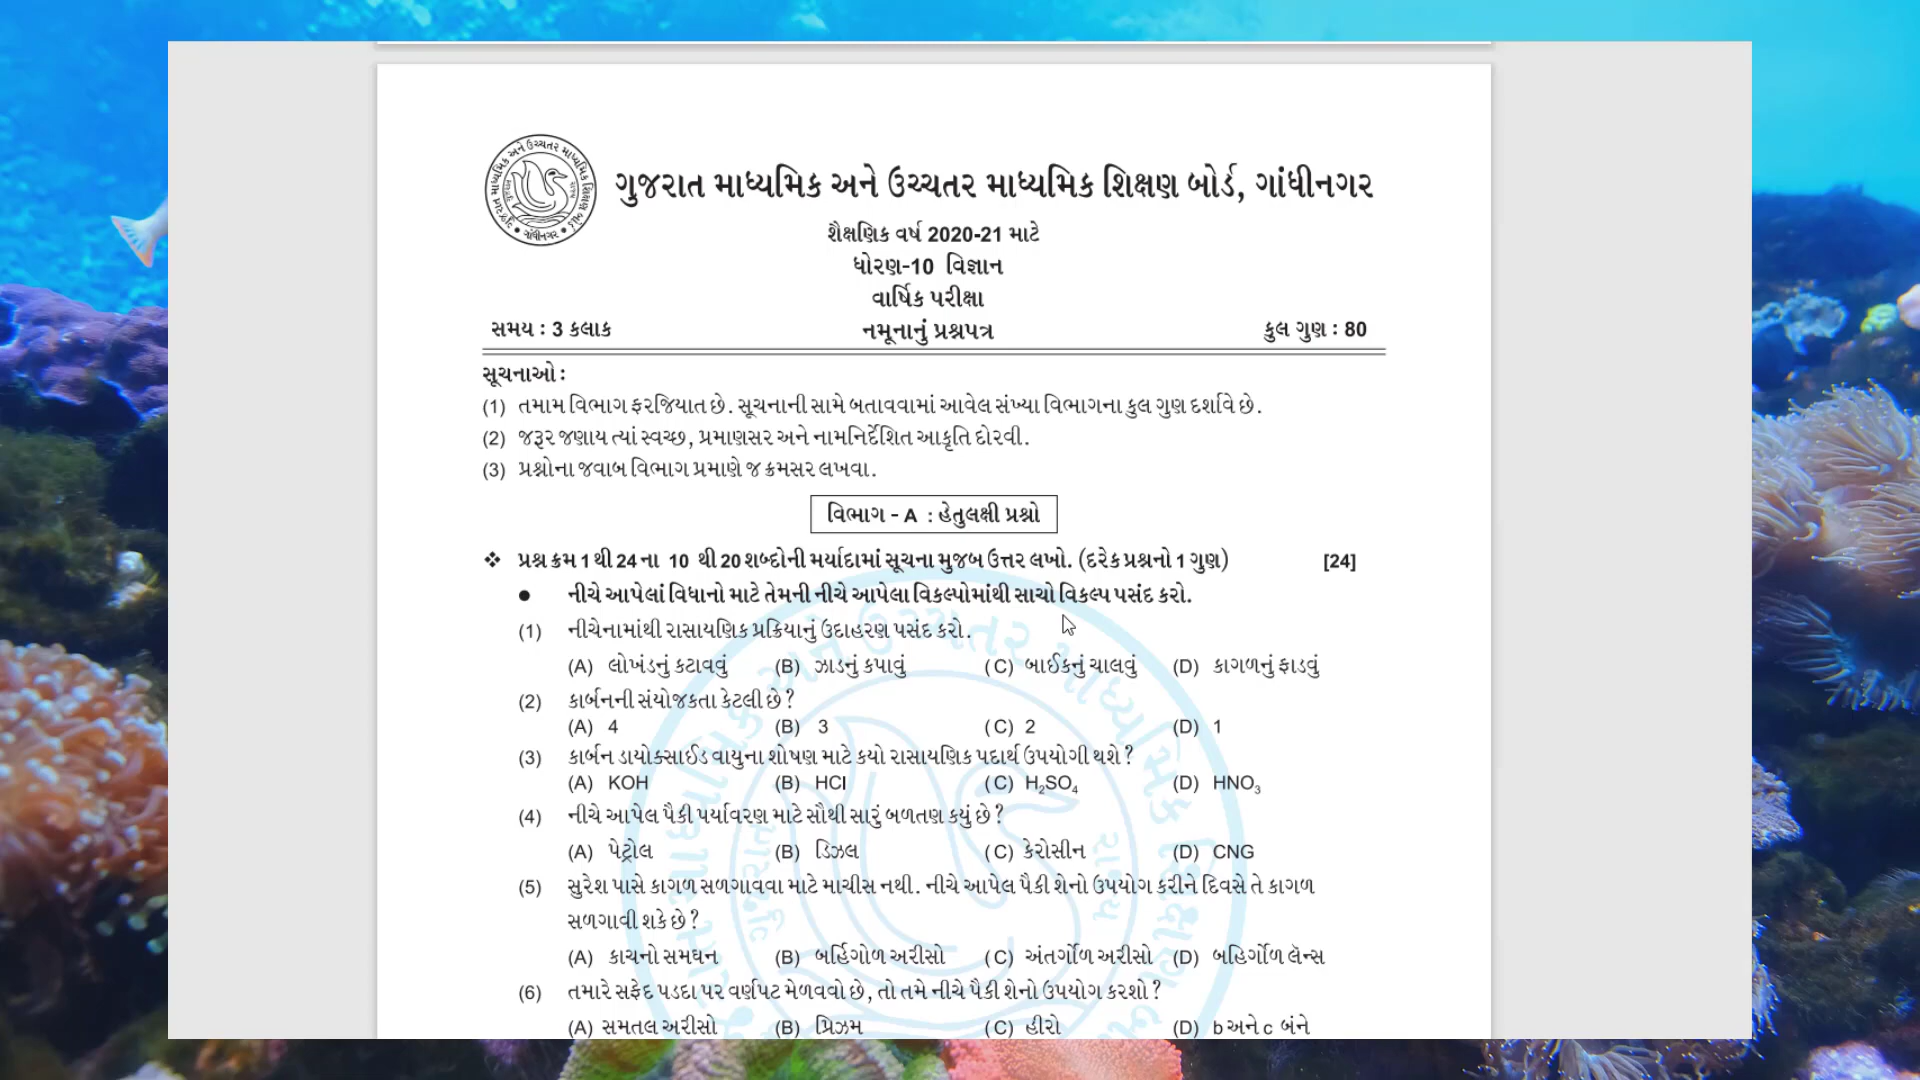 ગુજરાત માધ્યમિક અને ઉચ્ચતર માધ્યમિક શિક્ષણ બોર્ડ, ગાંધીનગર
શૈક્ષણિક વર્ષ 2020-21 માટે
ધોરણ-10 વિજ્ઞાન
વાર્ષિક પરીક્ષા
સમય : 3 કલાક નમૂનાનું પ્રશ્નપત્ર કુલ ગુણ : 80
સૂચનાઓ :
(1) તમામ વિભાગ ફરજિયાત છે. સૂચનાની સામે બતાવવામાં આવેલ સંખ્યા વિભાગના કુલ ગુણ દર્શાવે છે.
(2) જરૂર જણાય ત્યાં સ્વચ્છ, પ્રમાણસર અને નામનિર્દેશિત આકૃતિ દોરવી.
(3) પ્રશ્નોના જવાબ વિભાગ પ્રમાણે જ ક્રમસર લખવા.
વિભાગ - A : હેતુલક્ષી પ્રશ્નો
❖ પ્રશ્ન ક્રમ 1 થી 24 ના 10 થી 20 શબ્દોની મર્યાદામાં સૂચના મુજબ ઉત્તર લખો. (દરેક પ્રશ્નનો 1 ગુણ) [24]
● નીચે આપેલાં વિધાનો માટે તેમની નીચે આપેલા વિકલ્પોમાંથી સાચો વિકલ્પ પસંદ કરો.
(1) નીચેનામાંથી રાસાયણિક પ્રક્રિયાનું ઉદાહરણ પસંદ કરો.
(A) લોખંડનું કટાવવું (B) ઝાડનું કપાવું (C) બાઈકનું ચાલવું (D) કાગળનું ફાડવું
(2) કાર્બનની સંયોજકતા કેટલી છે ?
(A) 4 (B) 3 (C) 2 (D) 1
(3) કાર્બન ડાયોક્સાઈડ વાયુના શોષણ માટે કયો રાસાયણિક પદાર્થ ઉપયોગી થશે ?
(A) KOH (B) HCl (C) H₂SO₄ (D) HNO₃
(4) નીચે આપેલ પૈકી પર્યાવરણ માટે સૌથી સારું બળતણ કયું છે ?
(A) પેટ્રોલ (B) ડિઝલ (C) કેરોસીન (D) CNG
(5) સુરેશ પાસે કાગળ સળગાવવા માટે માચીસ નથી. નીચે આપેલ પૈકી શેનો ઉપયોગ કરીને દિવસે તે કાગળ
સળગાવી શકે છે ?
(A) કાચનો સમઘન (B) બર્હિગોળ અરીસો (C) અંતર્ગોળ અરીસો (D) બહિર્ગોળ લૅન્સ
(6) તમારે સફેદ પડદા પર વર્ણપટ મેળવવો છે, તો તમે નીચે પૈકી શેનો ઉપયોગ કરશો ?
(A) સમતલ અરીસો (B) પ્રિઝમ (C) હીરો (D) b અને c બંને